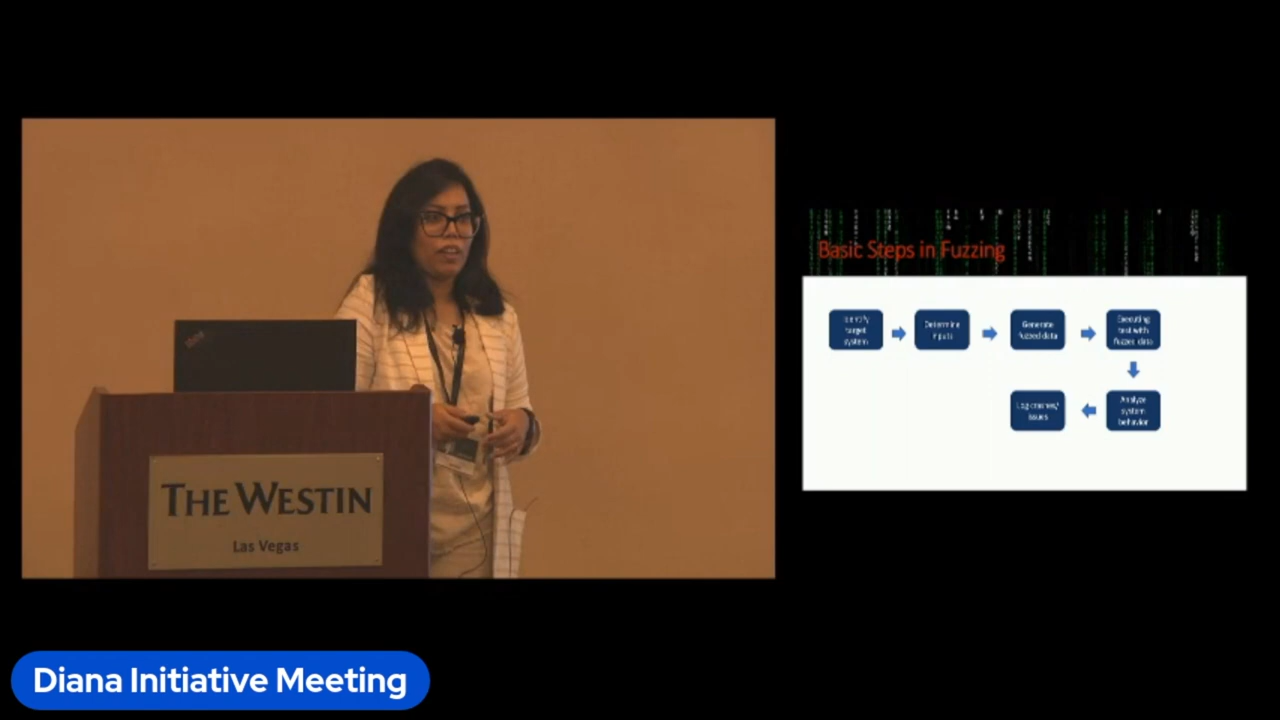 Basic Steps in Fuzzing
Identify
target
system
Determine
inputs
Generate
fuzzed data
Executing
test with
fuzzed data
Log crashes/
issues
Analyze
system
behavior
THE WESTIN
Las Vegas
Diana Initiative Meeting